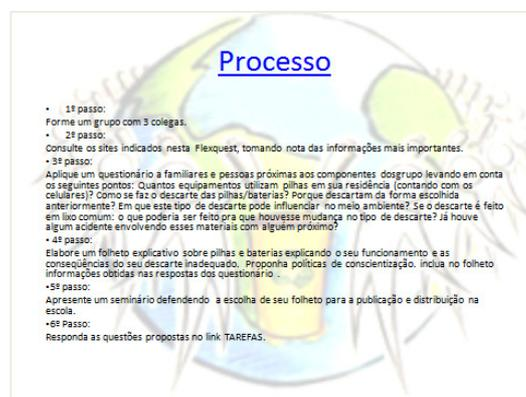 Processo
• 1º passo:
Forme um grupo com 3 colegas.
• 2º passo:
Consulte os sites indicados nesta Flexquest, tomando nota das informações mais importantes.
• 3º passo:
Aplique um questionário a familiares e pessoas próximas aos componentes dosgrupo levando em conta
os seguintes pontos: Quantos equipamentos utilizam pilhas em sua residência (contando com os
celulares)? Como se faz o descarte das pilhas/baterias? Porque descartam da forma escolhida
anteriormente? Em que este tipo de descarte pode influenciar no meio ambiente? Se o descarte é feito
em lixo comum: o que poderia ser feito pra que houvesse mudança no tipo de descarte? Já houve
algum acidente envolvendo esses materiais com alguém próximo?
• 4º passo:
Elabore um folheto explicativo sobre pilhas e baterias explicando o seu funcionamento e as
conseqüências do seu descarte inadequado. Proponha políticas de conscientização. inclua no folheto
informações obtidas nas respostas dos questionário .
•5º passo:
Apresente um seminário defendendo a escolha de seu folheto para a publicação e distribuição na
escola.
•6º Passo:
Responda as questões propostas no link TAREFAS.